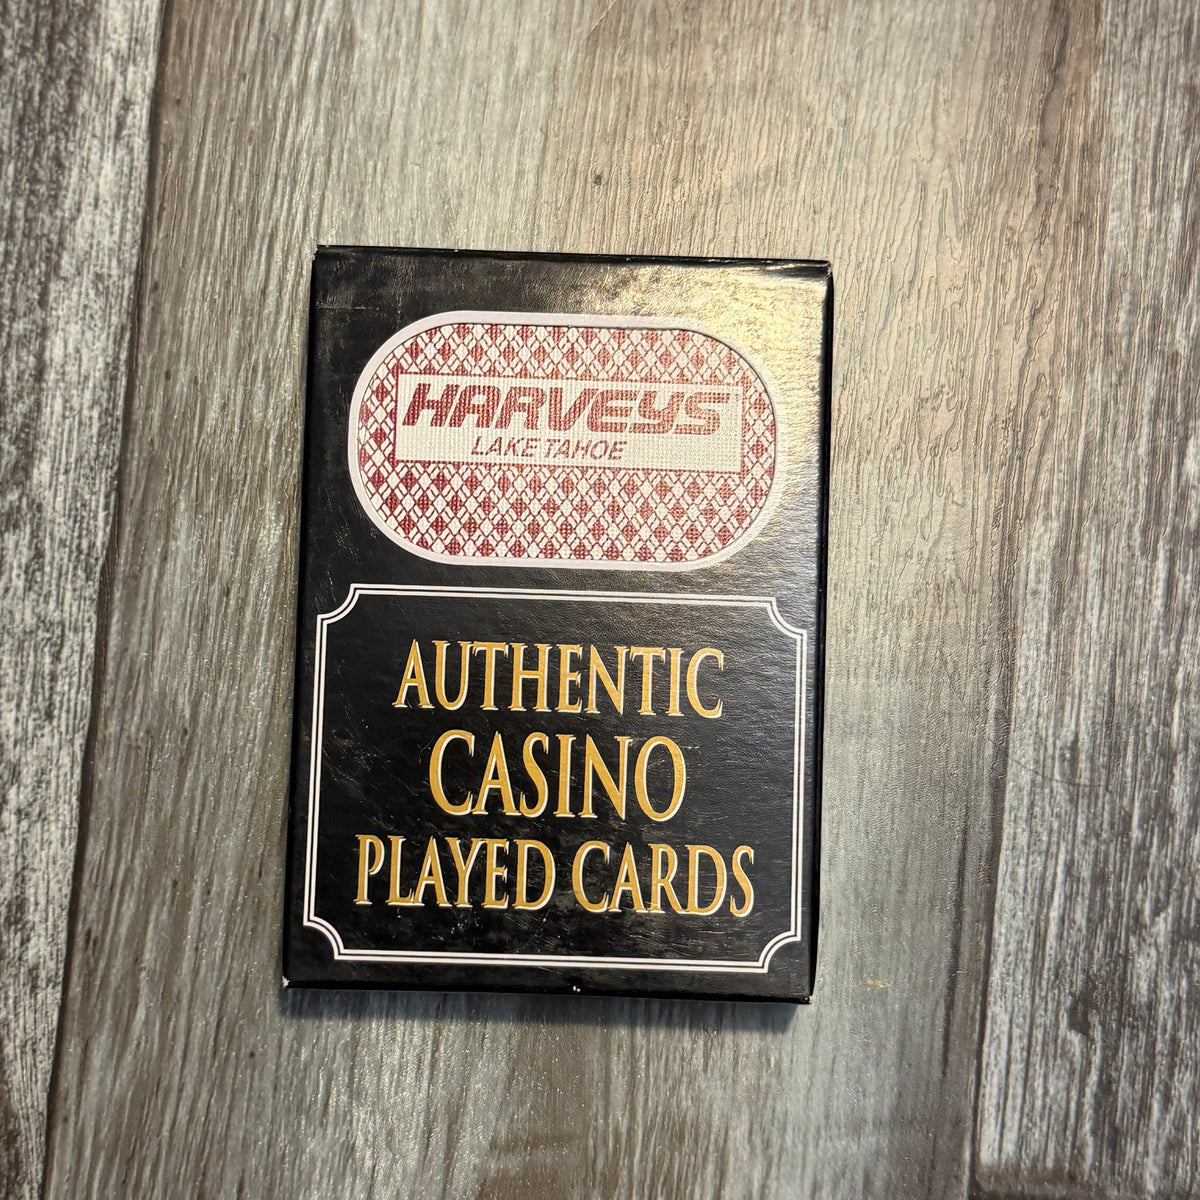 HARVEYS
LAKE TAHOE
AUTHENTIC
CASINO
PLAYED CARDS